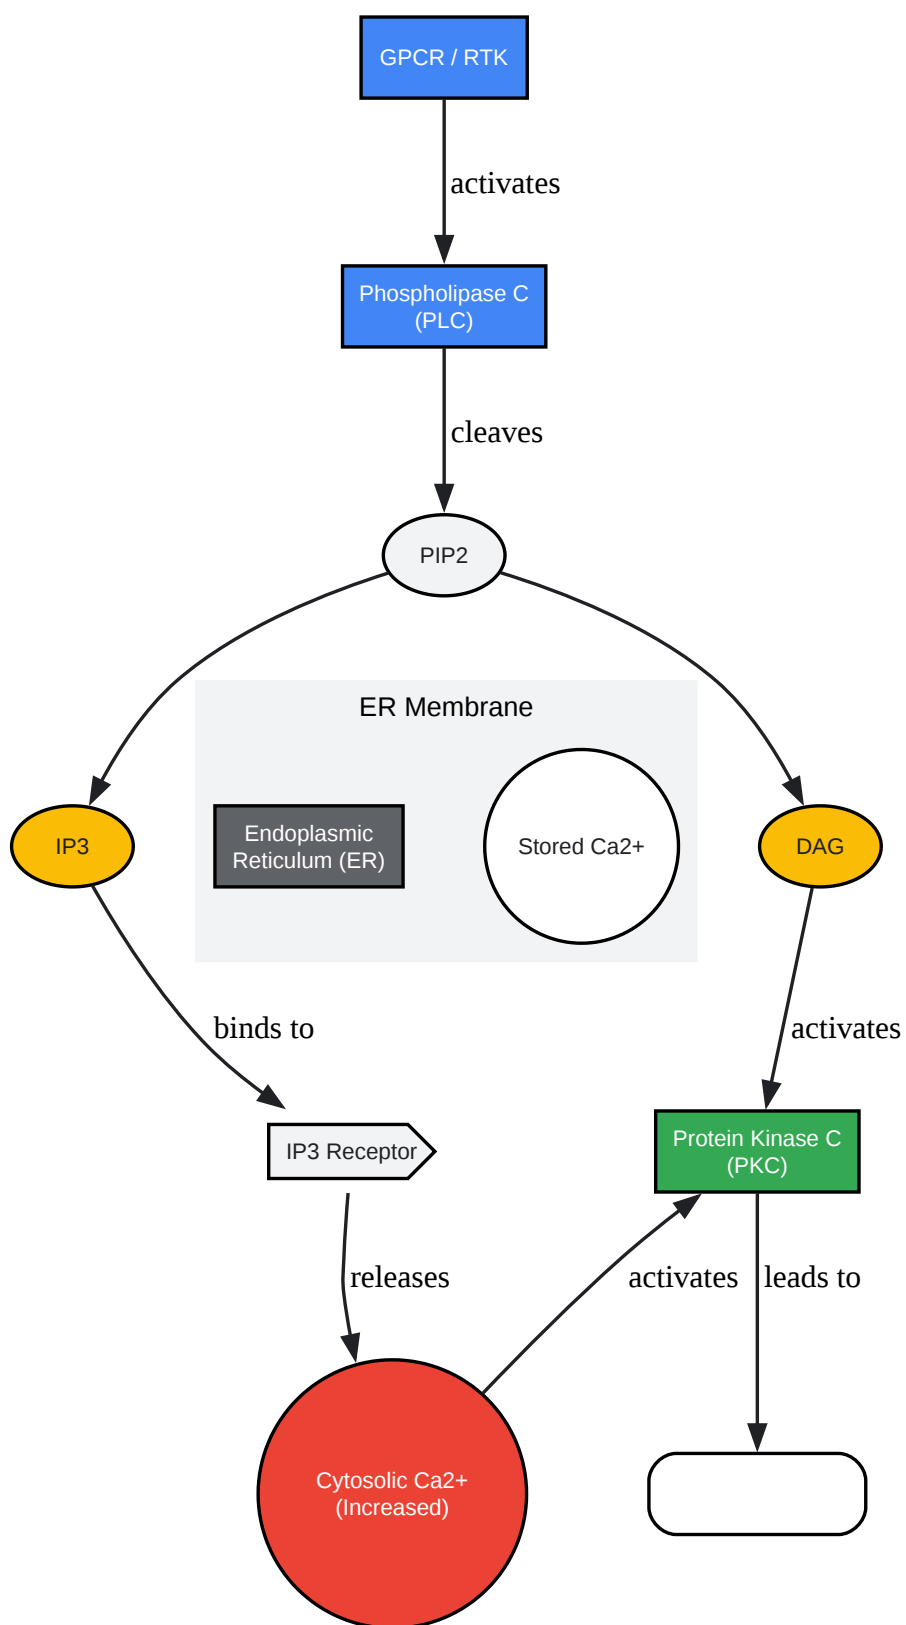 GPCR / RTK
activates
Phospholipase C
(PLC)
cleaves
PIP2
ER Membrane
IP3
Endoplasmic
Reticulum (ER)
Stored Ca2+
DAG
binds to
activates
IP3 Receptor
Protein Kinase C
(PKC)
releases
activates
leads to
Cytosolic Ca2+
(Increased)